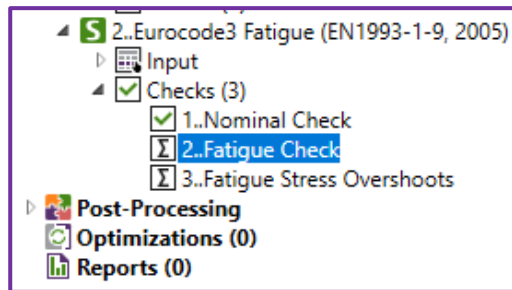 2..Eurocode3 Fatigue (EN1993-1-9, 2005)
Input
Checks (3)
1..Nominal Check
2..Fatigue Check
3..Fatigue Stress Overshoots
Post-Processing
Optimizations (0)
Reports (0)